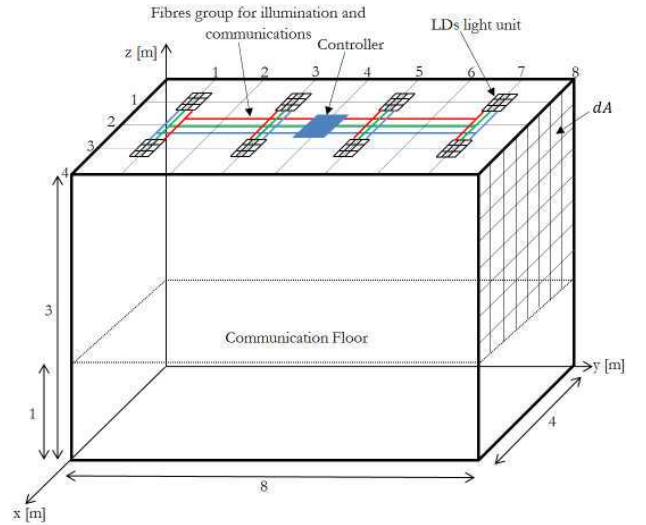 Fibres group for illumination and
communications
Controller
LDs light unit
z [m]
1 2 3 4 5 6 7 8
1
2
3
4
dA
3
Communication Floor
1
y [m]
4
8
x [m]